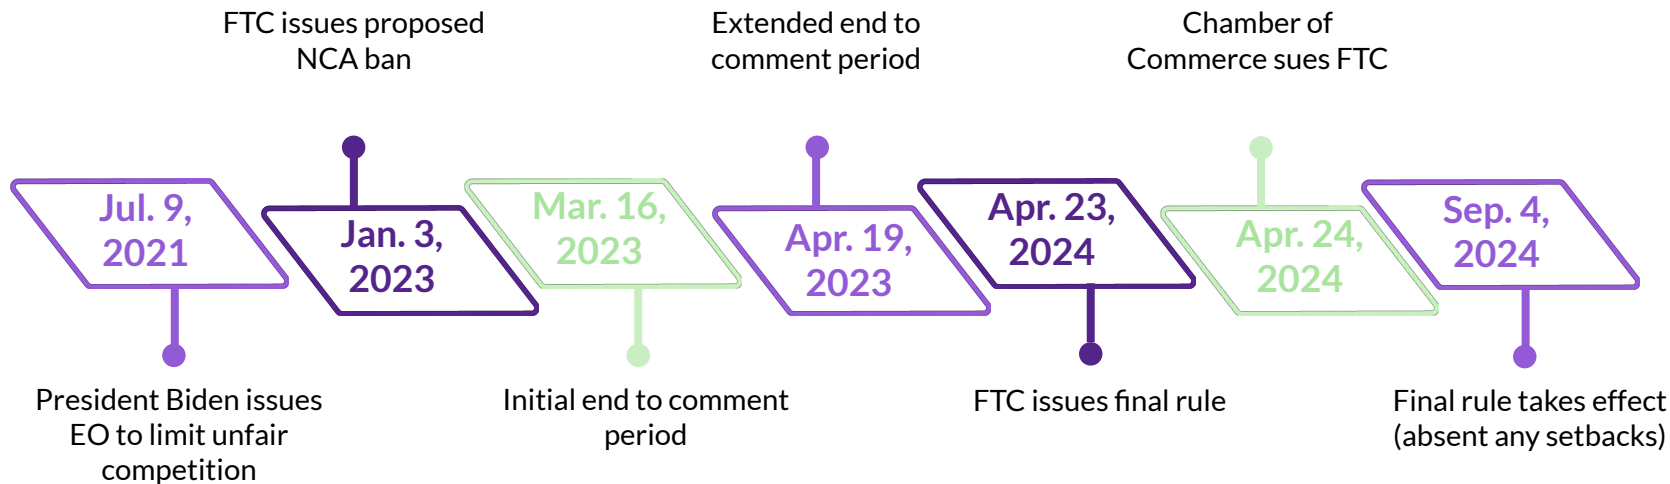 FTC issues proposed
NCA ban
Extended end to
comment period
Chamber of
Commerce sues FTC
Jul. 9,
2021
Jan. 3,
2023
Mar. 16,
2023
Apr. 19,
2023
Apr. 23,
2024
Apr. 24,
2024
Sep. 4,
2024
President Biden issues
EO to limit unfair
competition
Initial end to comment
period
FTC issues final rule
Final rule takes effect
(absent any setbacks)